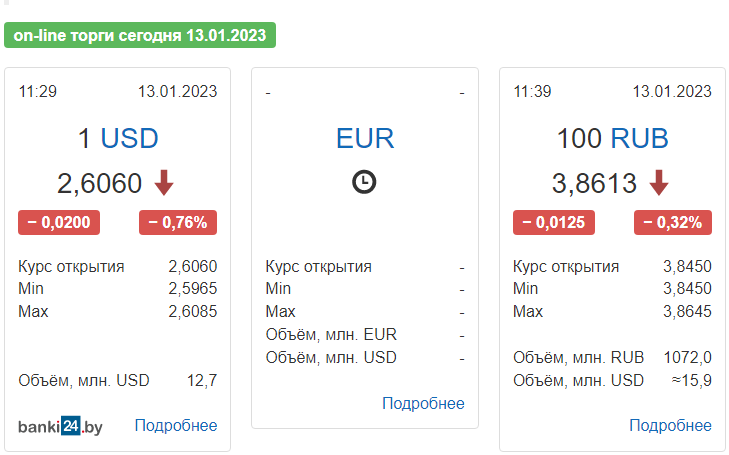 on-line торги сегодня 13.01.2023
11:29 13.01.2023
1 USD
2,6060
− 0,0200 − 0,76%
Курс открытия 2,6060
Min 2,5965
Max 2,6085
Объём, млн. USD 12,7
banki24.by Подробнее
- -
EUR
Курс открытия -
Min -
Max -
Объём, млн. EUR -
Объём, млн. USD -
Подробнее
11:39 13.01.2023
100 RUB
3,8613
− 0,0125 − 0,32%
Курс открытия 3,8450
Min 3,8450
Max 3,8645
Объём, млн. RUB 1072,0
Объём, млн. USD ≈15,9
Подробнее